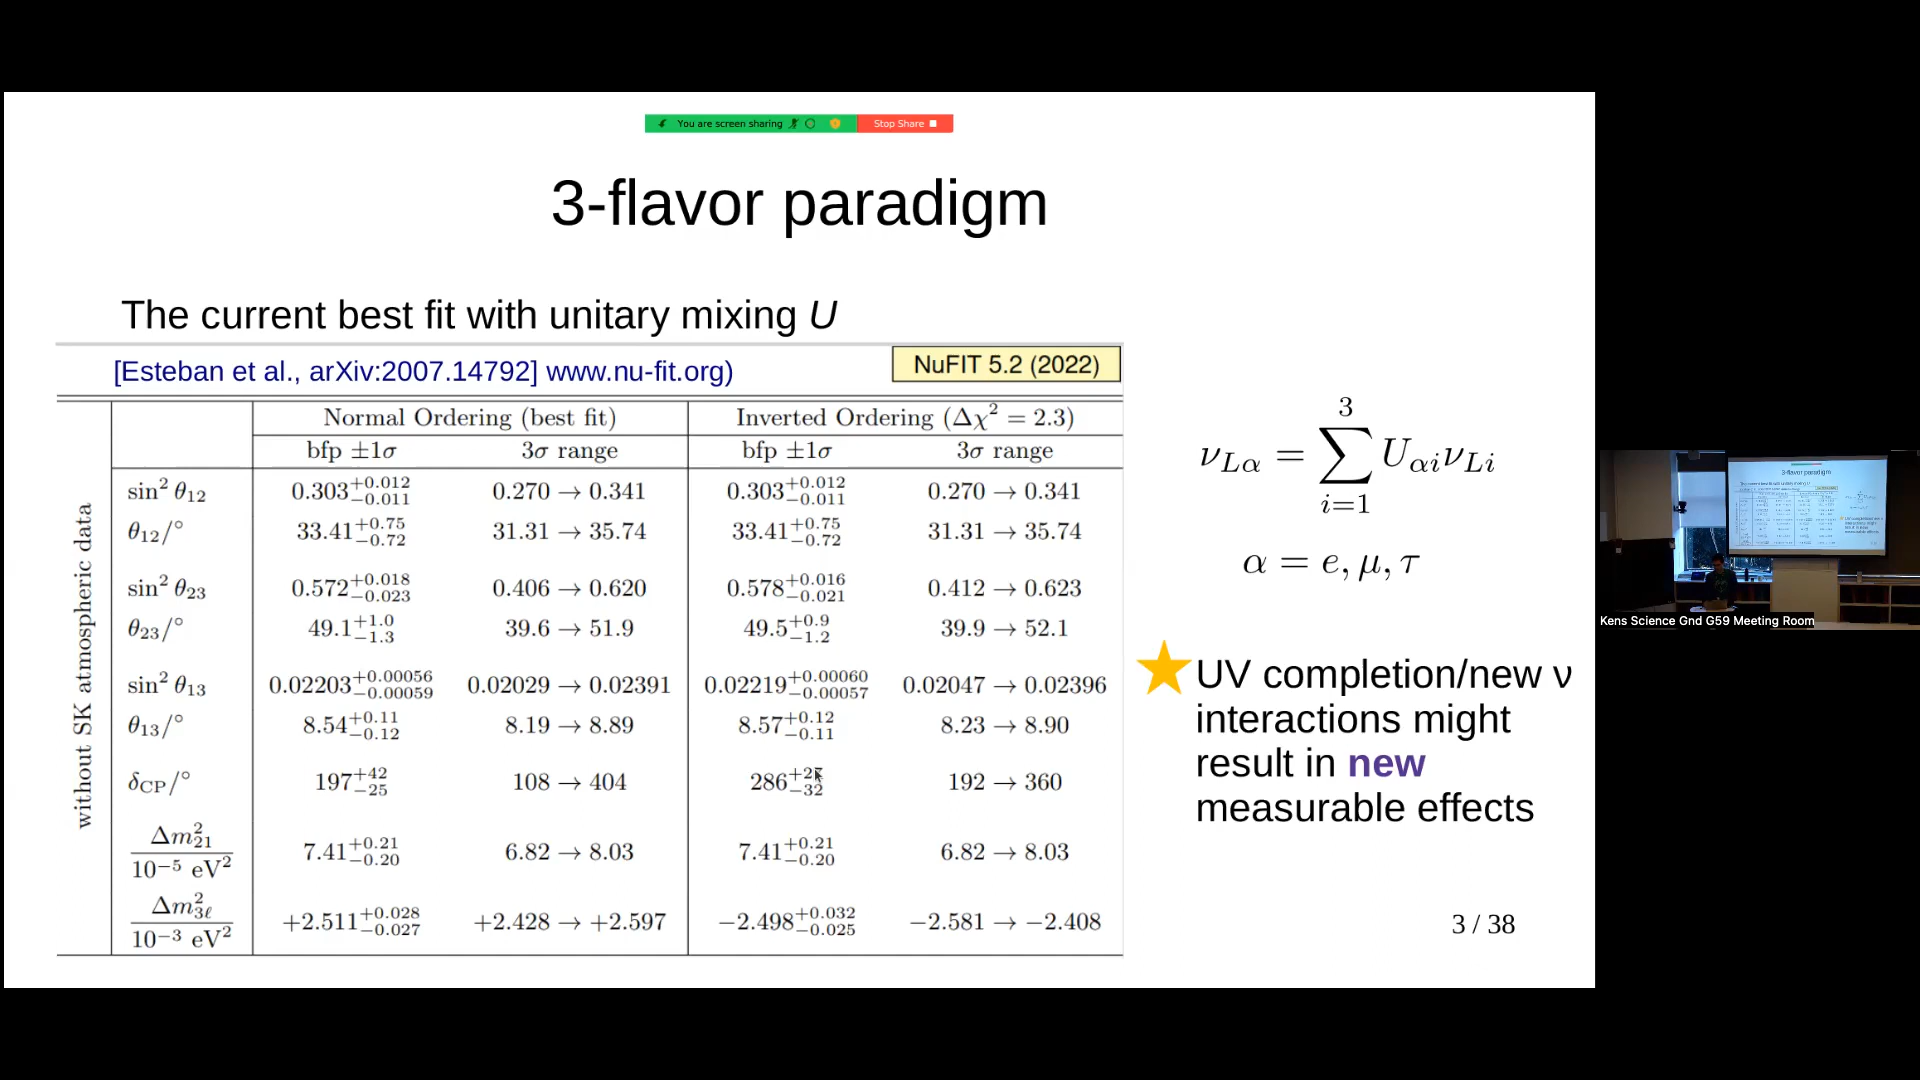 You are screen sharing
Stop Share
3-flavor paradigm
The current best fit with unitary mixing U
[Esteban et al., arXiv:2007.14792] www.nu-fit.org)
NuFIT 5.2 (2022)
without SK atmospheric data
Normal Ordering (best fit) Inverted Ordering (Δχ² = 2.3)
bfp ±1σ 3σ range bfp ±1σ 3σ range
sin² θ₁₂ 0.303^{+0.012}_{−0.011} 0.270 → 0.341 0.303^{+0.012}_{−0.011} 0.270 → 0.341
θ₁₂/° 33.41^{+0.75}_{−0.72} 31.31 → 35.74 33.41^{+0.75}_{−0.72} 31.31 → 35.74
sin² θ₂₃ 0.572^{+0.018}_{−0.023} 0.406 → 0.620 0.578^{+0.016}_{−0.021} 0.412 → 0.623
θ₂₃/° 49.1^{+1.0}_{−1.3} 39.6 → 51.9 49.5^{+0.9}_{−1.2} 39.9 → 52.1
sin² θ₁₃ 0.02203^{+0.00056}_{−0.00059} 0.02029 → 0.02391 0.02219^{+0.00060}_{−0.00057} 0.02047 → 0.02396
θ₁₃/° 8.54^{+0.11}_{−0.12} 8.19 → 8.89 8.57^{+0.12}_{−0.11} 8.23 → 8.90
δ_CP/° 197^{+42}_{−25} 108 → 404 286_{−32} 192 → 360
Δm²₂₁ / 10⁻⁵ eV² 7.41^{+0.21}_{−0.20} 6.82 → 8.03 7.41^{+0.21}_{−0.20} 6.82 → 8.03
Δm²₃ℓ / 10⁻³ eV² +2.511^{+0.028}_{−0.027} +2.428 → +2.597 −2.498^{+0.032}_{−0.025} −2.581 → −2.408
ν_{Lα} = ∑_{i=1}^{3} U_{αi}ν_{Li}
α = e, μ, τ
UV completion/new ν
interactions might
result in new
measurable effects
3 / 38
3-flavor paradigm
Kens Science Gnd G59 Meeting Room